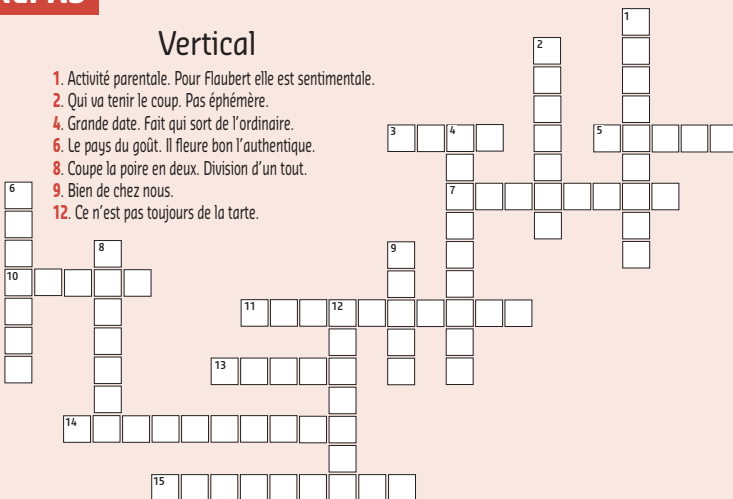 Vertical
1. Activité parentale. Pour Flaubert elle est sentimentale.
2. Qui va tenir le coup. Pas éphémère.
4. Grande date. Fait qui sort de l'ordinaire.
6. Le pays du goût. Il fleure bon l'authentique.
8. Coupe la poire en deux. Division d'un tout.
9. Bien de chez nous.
12. Ce n'est pas toujours de la tarte.
1
2
3 4 5
6 7
8 9
10
11 12
13
14
15